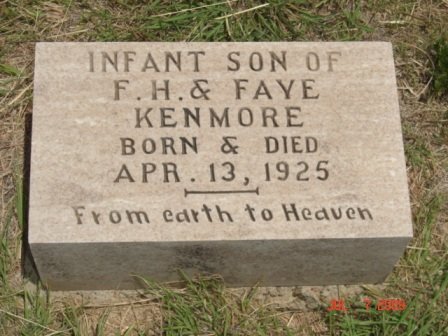 INFANT SON OF
F. H. & FAYE
KENMORE
BORN & DIED
APR. 13, 1925
From earth to Heaven